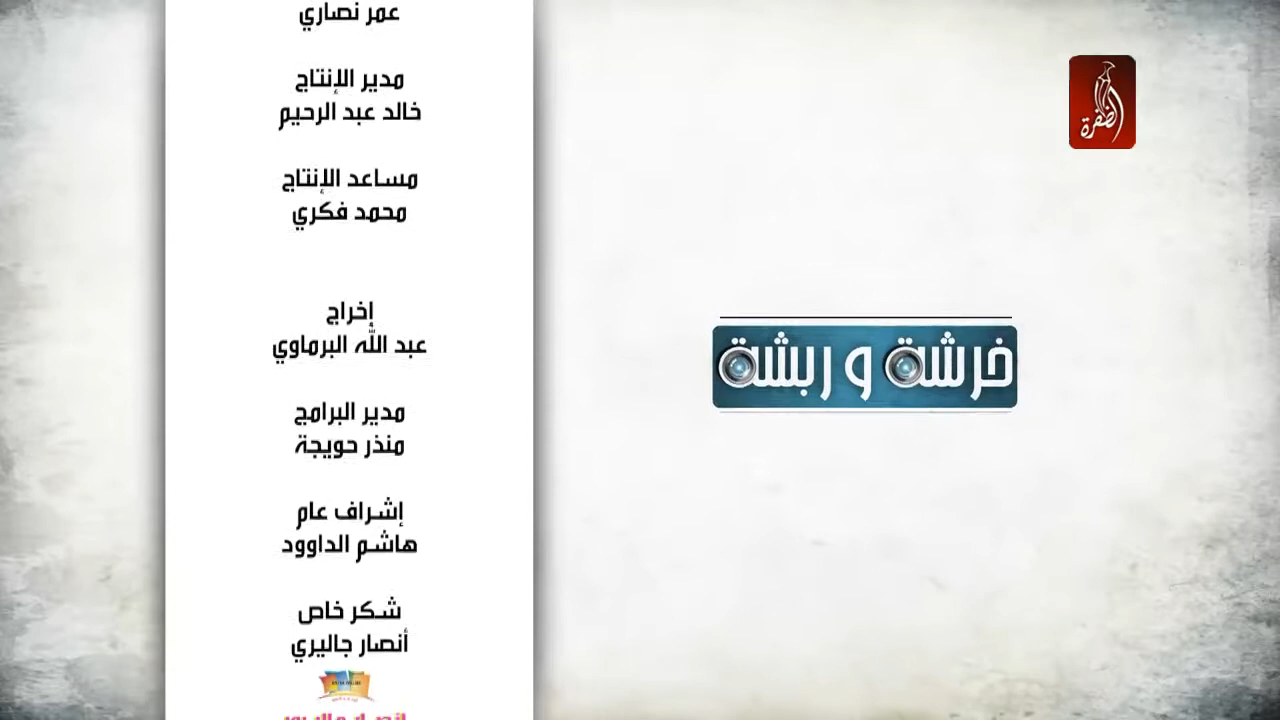 عمر نصاري
مدير الإنتاج
خالد عبد الرحيم
مساعد الإنتاج
محمد فكري
إخراج
عبد الله البرماوي
مدير البرامج
منذر حويجة
إشراف عام
هاشم الداوود
شكر خاص
أنصار جاليري
خرشة و ربشة
الظفرة